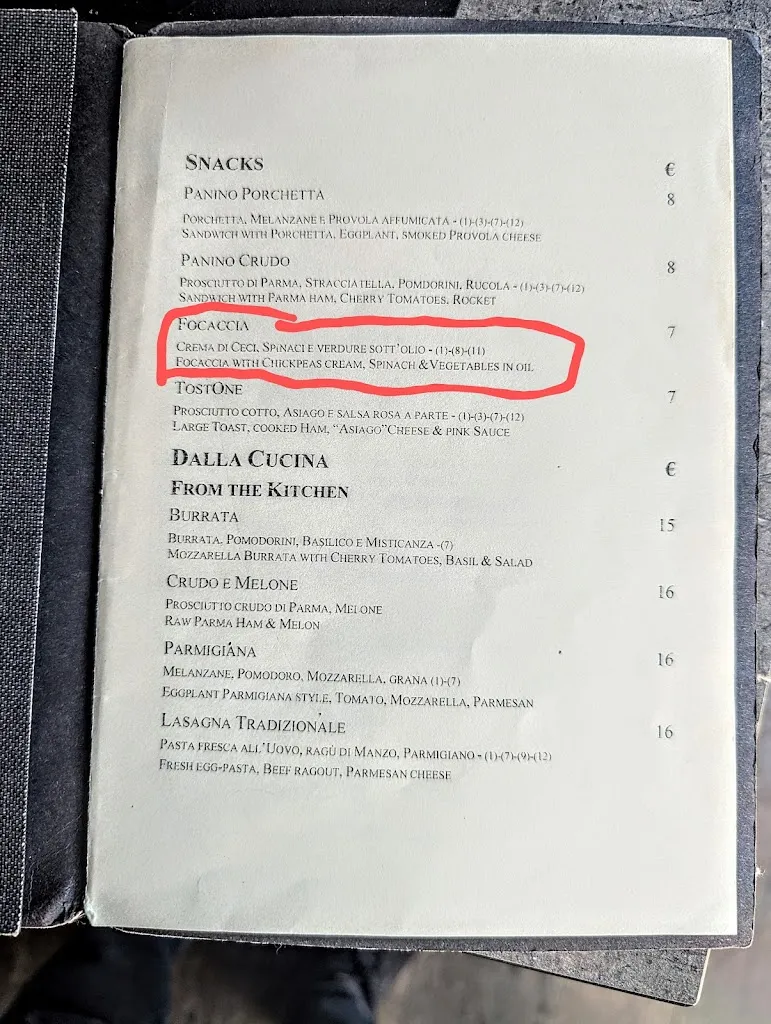 SNACKS €
PANINO PORCHETTA 8
PORCHETTA, MELANZANE E PROVOLA AFFUMICATA - (1)-(3)-(7)-(12)
SANDWICH WITH PORCHETTA, EGGPLANT, SMOKED PROVOLA CHEESE
PANINO CRUDO 8
PROSCIUTTO DI PARMA, STRACCIATELLA, POMDORINI, RUCOLA - (1)-(3)-(7)-(12)
SANDWICH WITH PARMA HAM, CHERRY TOMATOES, ROCKET
FOCACCIA 7
CREMA DI CECI, SPINACI E VERDURE SOTT'OLIO - (1)-(8)-(11)
FOCACCIA WITH CHICKPEAS CREAM, SPINACH &VEGETABLES IN OIL
TOSTONE 7
PROSCIUTTO COTTO, ASIAGO E SALSA ROSA A PARTE - (1)-(3)-(7)-(12)
LARGE TOAST, COOKED HAM, "ASIAGO"CHEESE & PINK SAUCE
DALLA CUCINA €
FROM THE KITCHEN
BURRATA 15
BURRATA, POMODORINI, BASILICO E MISTICANZA -(7)
MOZZARELLA BURRATA WITH CHERRY TOMATOES, BASIL & SALAD
CRUDO E MELONE 16
PROSCIUTTO CRUDO DI PARMA, MELONE
RAW PARMA HAM & MELON
PARMIGIANA 16
MELANZANE, POMODORO, MOZZARELLA, GRANA (1)-(7)
EGGPLANT PARMIGIANA STYLE, TOMATO, MOZZARELLA, PARMESAN
LASAGNA TRADIZIONALE 16
PASTA FRESCA ALL'UOVO, RAGÙ DI MANZO, PARMIGIANO - (1)-(7)-(9)-(12)
FRESH EGG-PASTA, BEEF RAGOUT, PARMESAN CHEESE